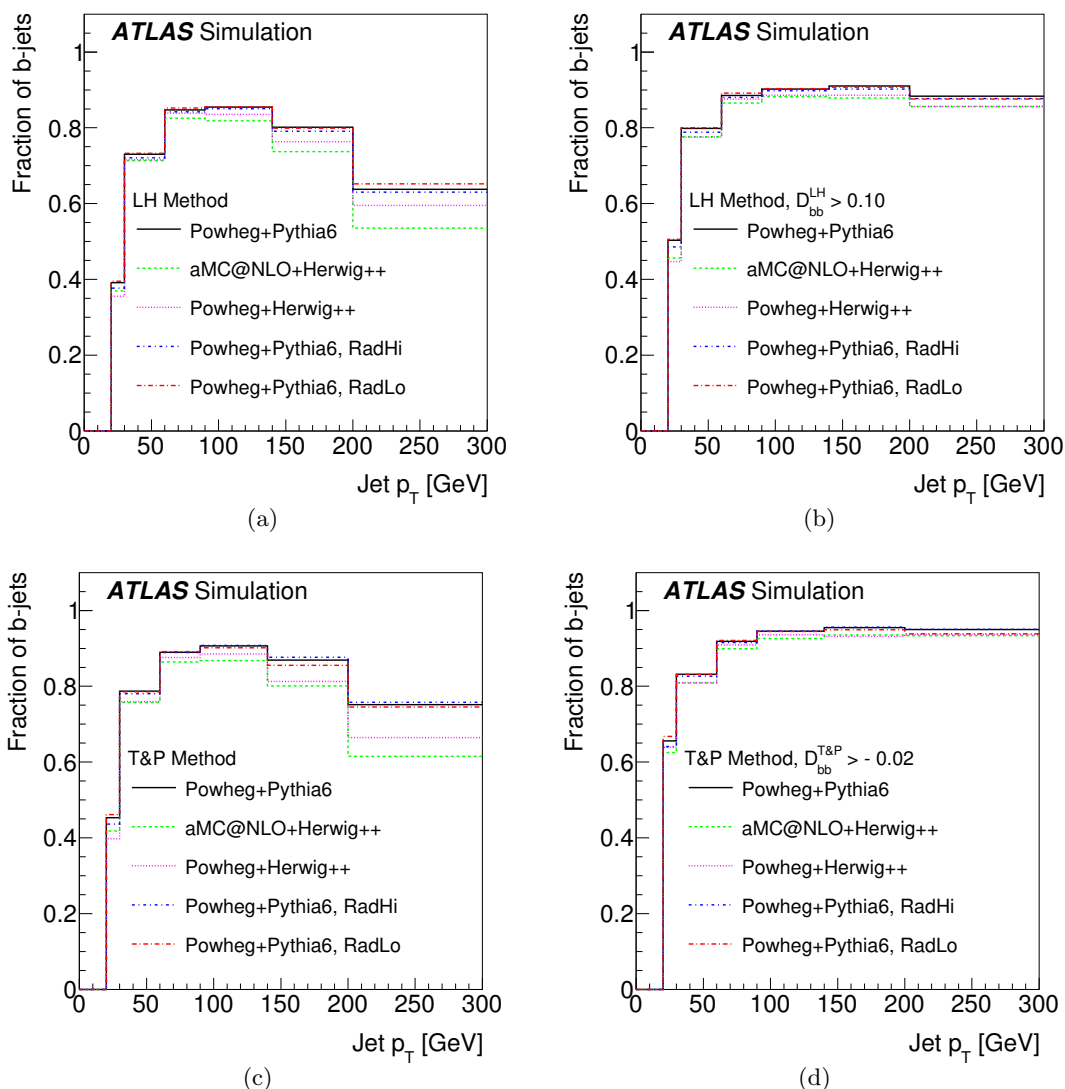 ATLAS Simulation
Fraction of b-jets
1
0.8
0.6
0.4
0.2
0
LH Method
Powheg+Pythia6
aMC@NLO+Herwig++
Powheg+Herwig++
Powheg+Pythia6, RadHi
Powheg+Pythia6, RadLo
0 50 100 150 200 250 300
Jet p_T [GeV]
(a)
ATLAS Simulation
Fraction of b-jets
1
0.8
0.6
0.4
0.2
0
LH Method, D_bb^LH > 0.10
Powheg+Pythia6
aMC@NLO+Herwig++
Powheg+Herwig++
Powheg+Pythia6, RadHi
Powheg+Pythia6, RadLo
0 50 100 150 200 250 300
Jet p_T [GeV]
(b)
ATLAS Simulation
Fraction of b-jets
1
0.8
0.6
0.4
0.2
0
T&P Method
Powheg+Pythia6
aMC@NLO+Herwig++
Powheg+Herwig++
Powheg+Pythia6, RadHi
Powheg+Pythia6, RadLo
0 50 100 150 200 250 300
Jet p_T [GeV]
(c)
ATLAS Simulation
Fraction of b-jets
1
0.8
0.6
0.4
0.2
0
T&P Method, D_bb^T&P > - 0.02
Powheg+Pythia6
aMC@NLO+Herwig++
Powheg+Herwig++
Powheg+Pythia6, RadHi
Powheg+Pythia6, RadLo
0 50 100 150 200 250 300
Jet p_T [GeV]
(d)